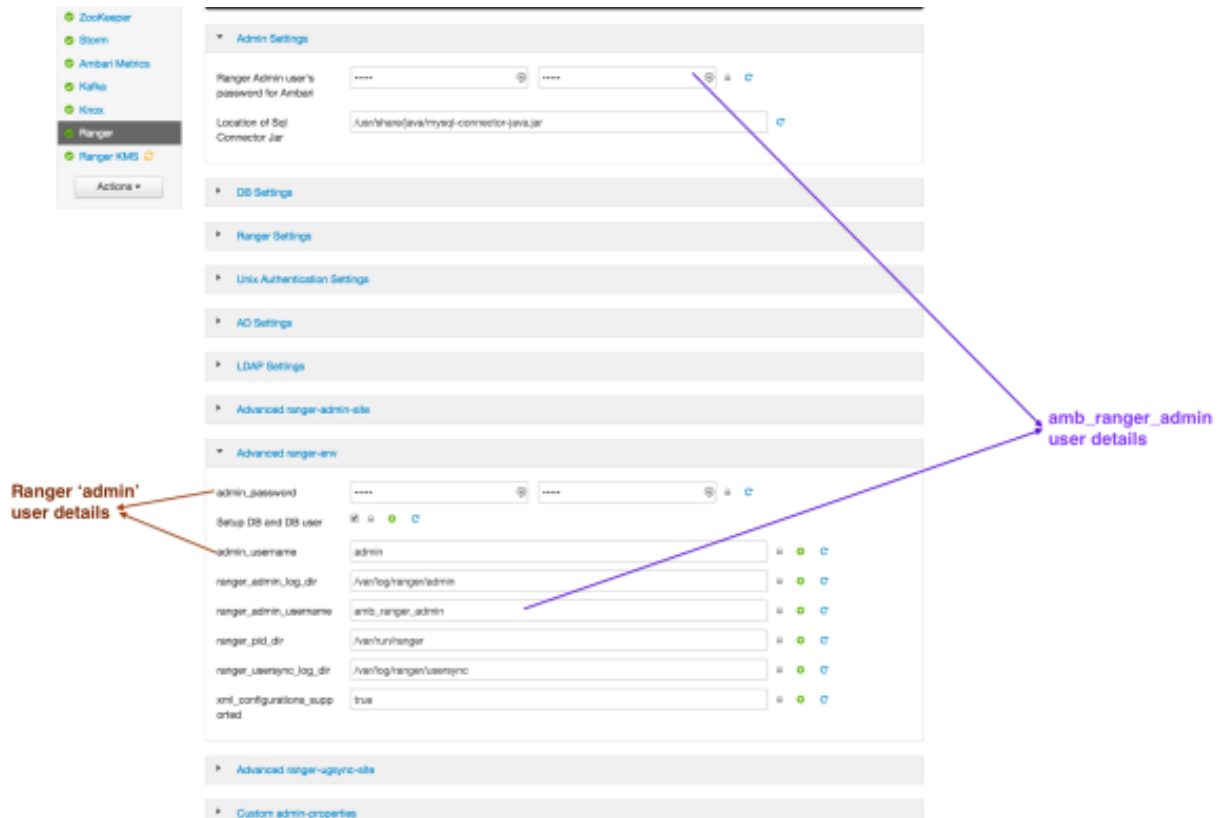 ZooKeeper
Storm
Ambari Metrics
Kafka
Knox
Ranger
Ranger KMS
Actions
Admin Settings
Ranger Admin user's
password for Ambari
Location of Sql
Connector Jar
/usr/share/java/mysql-connector-java.jar
DB Settings
Ranger Settings
Unix Authentication Settings
AD Settings
LDAP Settings
Advanced ranger-admin-site
Advanced ranger-env
admin_password
Setup DB and DB user
admin_username
admin
ranger_admin_log_dir
/var/log/ranger/admin
ranger_admin_username
amb_ranger_admin
ranger_pid_dir
/var/run/ranger
ranger_usersync_log_dir
/var/log/ranger/usersync
xml_configurations_supp
orted
true
Advanced ranger-ugsync-site
Custom admin-properties
Ranger ‘admin’
user details
amb_ranger_admin
user details